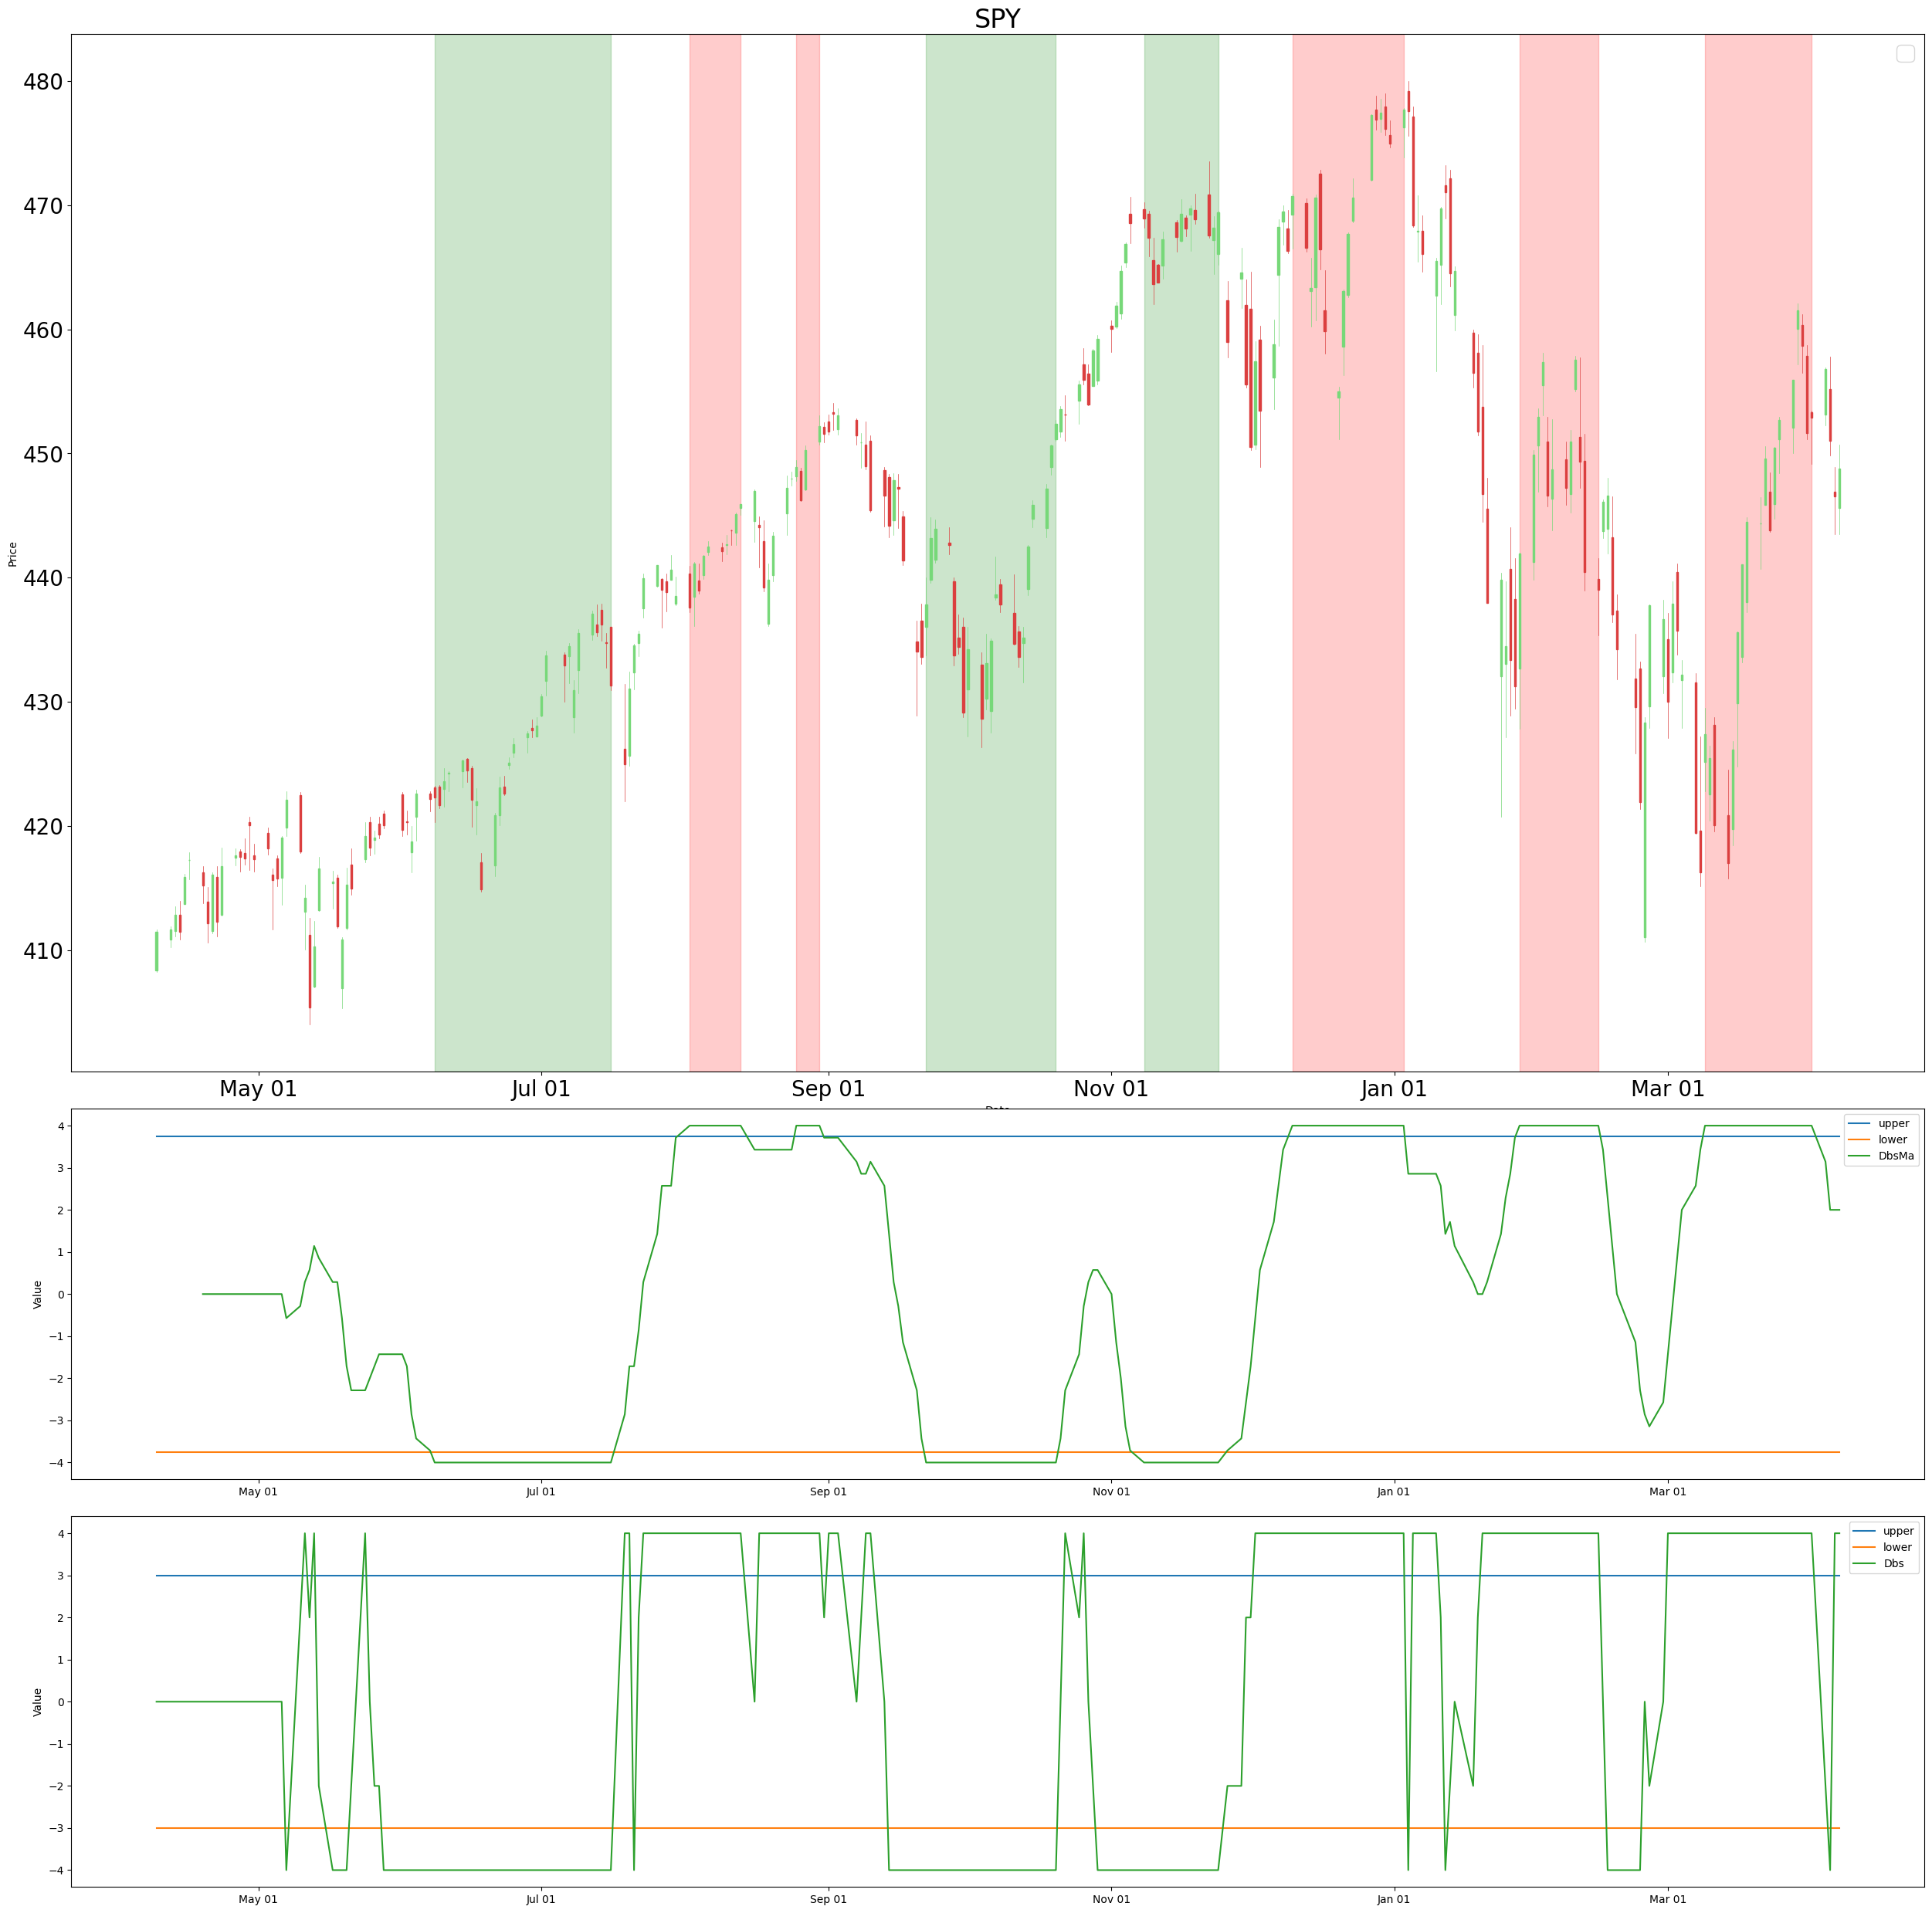 SPY
480
470
460
450
440
430
420
410
Price
May 01
Jul 01
Sep 01
Nov 01
Jan 01
Mar 01
4
3
2
1
0
−1
−2
−3
−4
Value
upper
lower
DbsMa
May 01
Jul 01
Sep 01
Nov 01
Jan 01
Mar 01
4
3
2
1
0
−1
−2
−3
−4
Value
upper
lower
Dbs
May 01
Jul 01
Sep 01
Nov 01
Jan 01
Mar 01